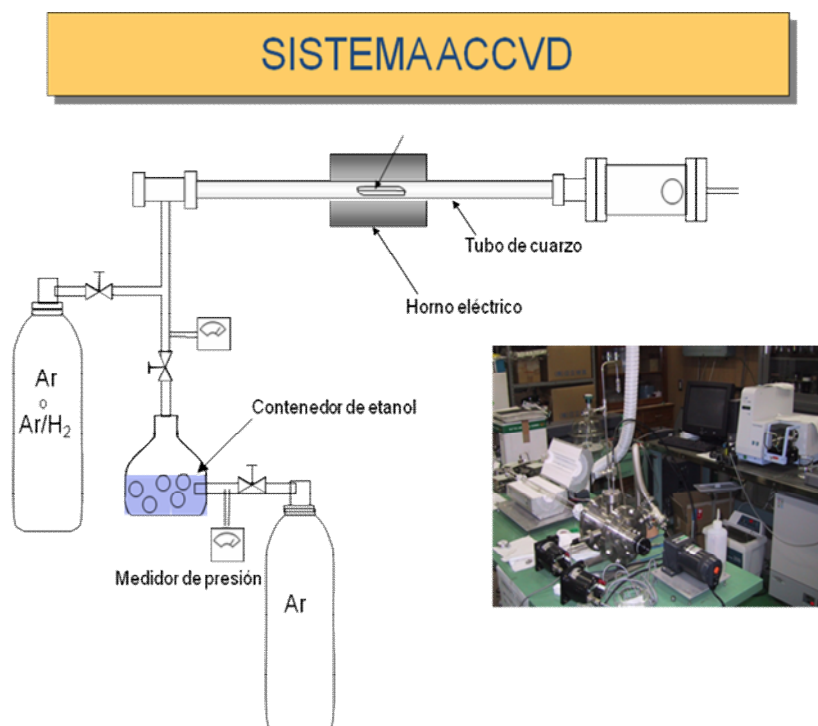 SISTEMA ACCVD
Tubo de cuarzo
Horno eléctrico
Ar
o
Ar/H₂
Contenedor de etanol
Medidor de presión
Ar